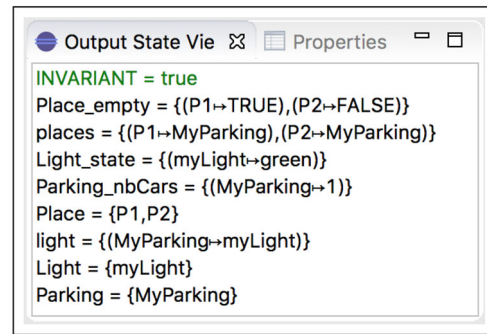 Output State Vie Properties
INVARIANT = true
Place_empty = {(P1↦TRUE),(P2↦FALSE)}
places = {(P1↦MyParking),(P2↦MyParking)}
Light_state = {(myLight↦green)}
Parking_nbCars = {(MyParking↦1)}
Place = {P1,P2}
light = {(MyParking↦myLight)}
Light = {myLight}
Parking = {MyParking}